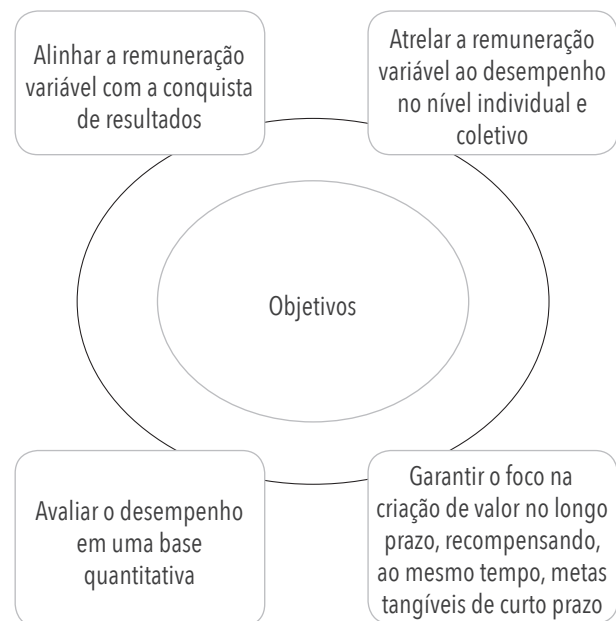 Alinhar a remuneração
variável com a conquista
de resultados
Atrelar a remuneração
variável ao desempenho
no nível individual e
coletivo
Objetivos
Avaliar o desempenho
em uma base
quantitativa
Garantir o foco na
criação de valor no longo
prazo, recompensando,
ao mesmo tempo, metas
tangíveis de curto prazo